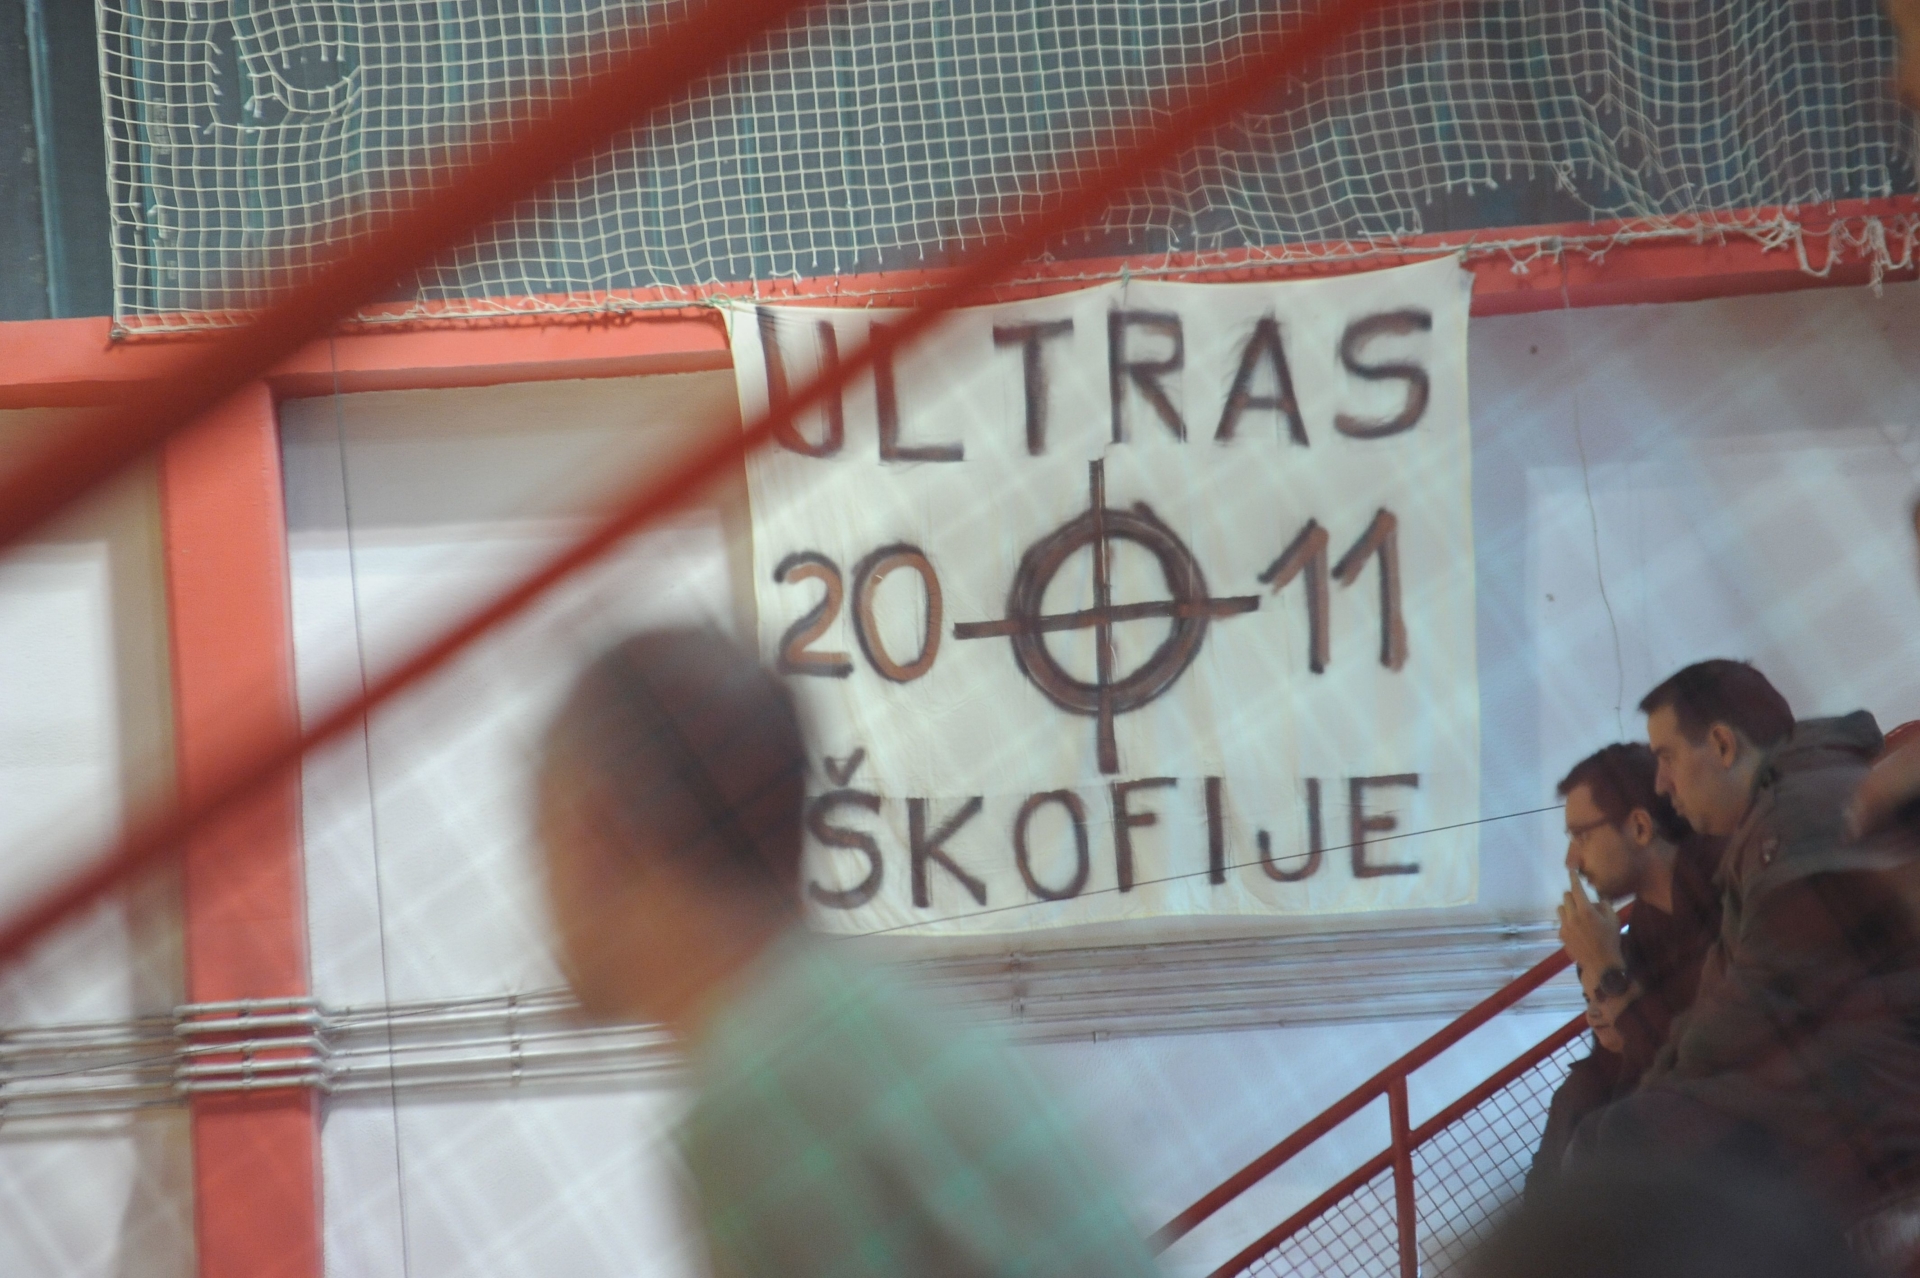 ULTRAS
20 11
ŠKOFIJE